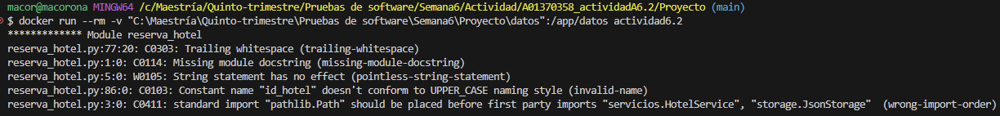 macor@macorona MINGW64 /c/Maestría/Quinto-trimestre/Pruebas de software/Semana6/Actividad/A01370358_actividadA6.2/Proyecto (main)
$ docker run --rm -v "C:\Maestría\Quinto-trimestre\Pruebas de software\Semana6\Proyecto\datos":/app/datos actividad6.2
************* Module reserva_hotel
reserva_hotel.py:77:20: C0303: Trailing whitespace (trailing-whitespace)
reserva_hotel.py:1:0: C0114: Missing module docstring (missing-module-docstring)
reserva_hotel.py:5:0: W0105: String statement has no effect (pointless-string-statement)
reserva_hotel.py:86:0: C0103: Constant name "id_hotel" doesn't conform to UPPER_CASE naming style (invalid-name)
reserva_hotel.py:3:0: C0411: standard import "pathlib.Path" should be placed before first party imports "servicios.HotelService", "storage.JsonStorage"  (wrong-import-order)